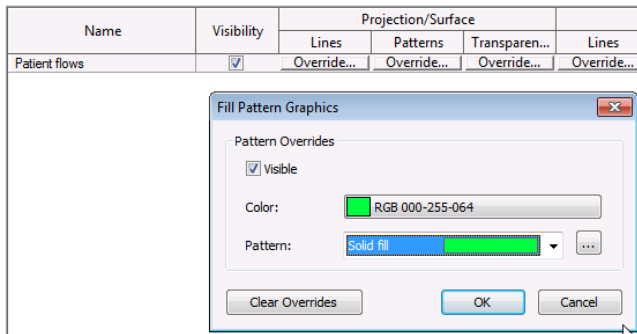 Name
Visibility
Projection/Surface
Lines
Patterns
Transparen...
Lines
Patient flows
Override...
Override...
Override...
Override...
Fill Pattern Graphics
Pattern Overrides
Visible
Color:
RGB 000-255-064
Pattern:
Solid fill
...
Clear Overrides
OK
Cancel